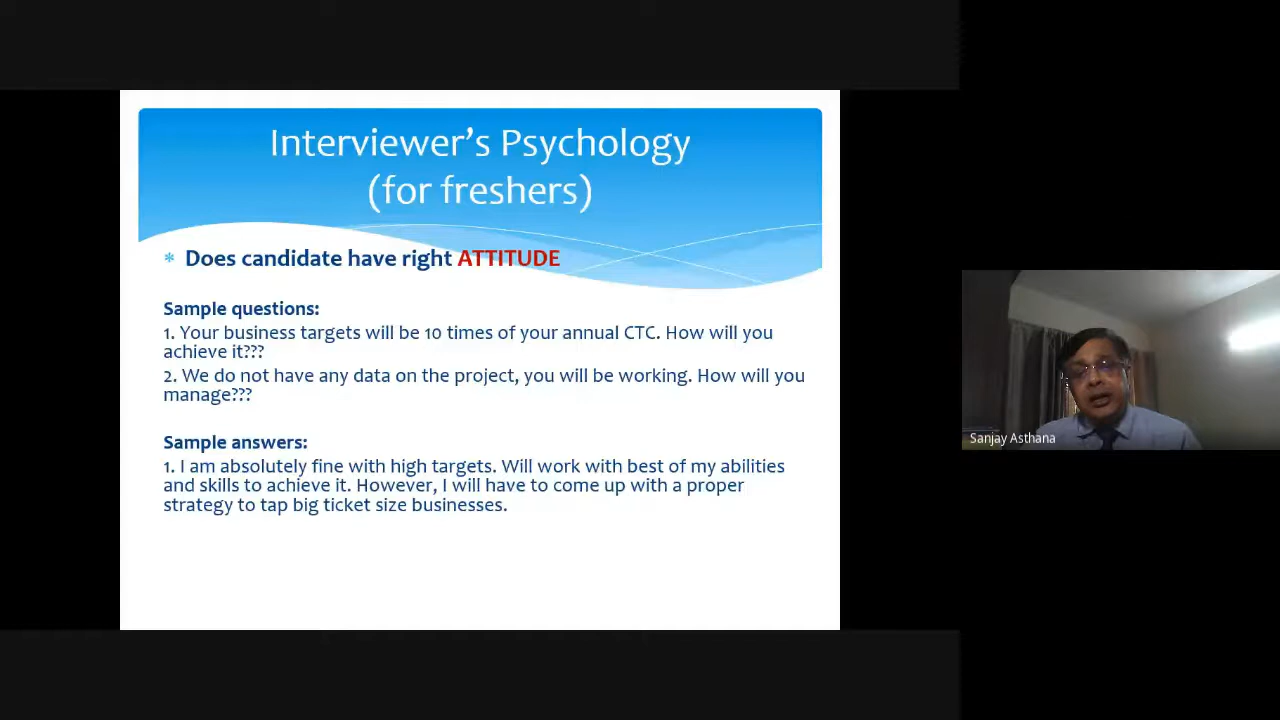 Interviewer’s Psychology
(for freshers)
* Does candidate have right ATTITUDE
Sample questions:
1. Your business targets will be 10 times of your annual CTC. How will you
achieve it???
2. We do not have any data on the project, you will be working. How will you
manage???
Sample answers:
1. I am absolutely fine with high targets. Will work with best of my abilities
and skills to achieve it. However, I will have to come up with a proper
strategy to tap big ticket size businesses.
Sanjay Asthana